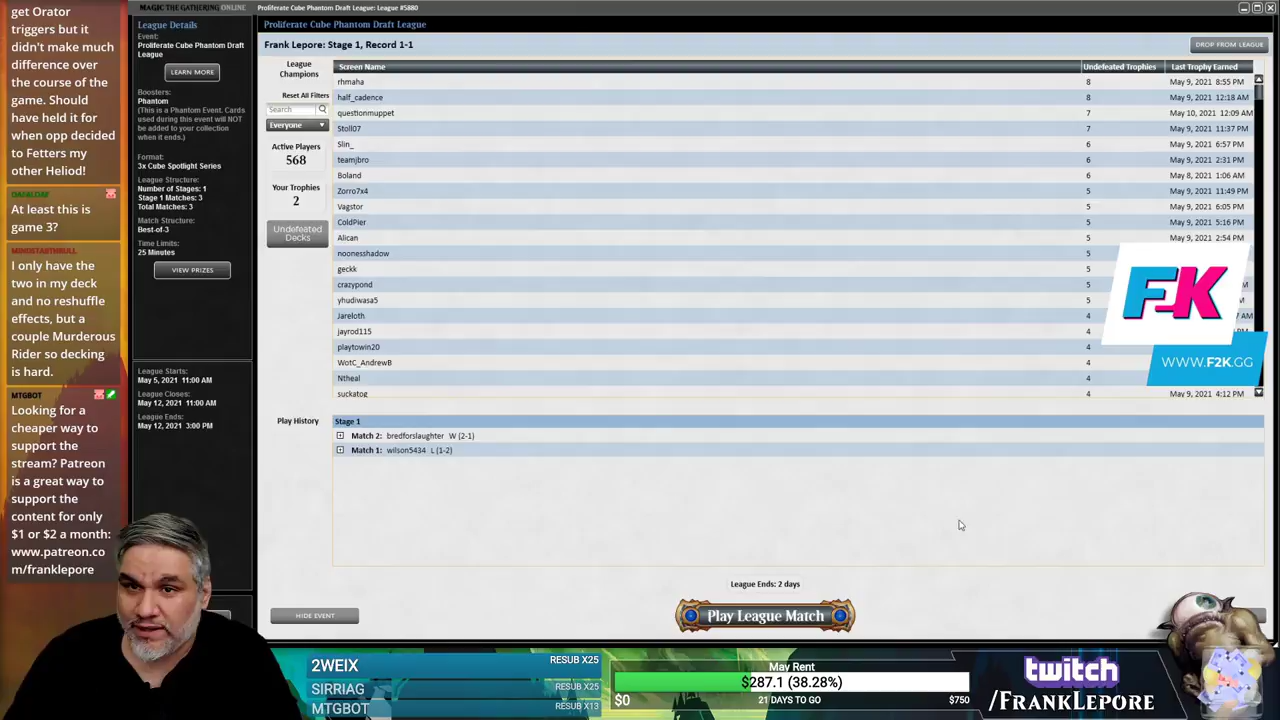 get Orator
triggers but it
didn't make much
difference over
the course of the
game. Should
have held it for
when opp decided
to Fetters my
other Heliod!
At least this is
game 3?
I only have the
two in my deck
and no reshuffle
effects, but a
couple Murderous
Rider so decking
is hard.
MTGBOT
Looking for a
cheaper way to
support the
stream? Patreon
is a great way to
support the
content for only
$1 or $2 a month:
www.patreon.co
m/franklepore
MAGIC THE GATHERING ONLINE
Proliferate Cube Phantom Draft League: League #5880
League Details
Event:
Proliferate Cube Phantom Draft
League
LEARN MORE
Boosters:
Phantom
(This is a Phantom Event. Cards
used during this event will NOT
be added to your collection
when it ends.)
Format:
3x Cube Spotlight Series
League Structure:
Number of Stages: 1
Stage 1 Matches: 3
Total Matches: 3
Match Structure:
Best-of-3
Time Limits:
25 Minutes
VIEW PRIZES
League Starts:
May 5, 2021 11:00 AM
League Closes:
May 12, 2021 11:00 AM
League Ends:
May 12, 2021 3:00 PM
Proliferate Cube Phantom Draft League
Frank Lepore: Stage 1, Record 1-1
DROP FROM LEAGUE
League
Champions
Reset All Filters
Search
Everyone
Active Players
568
Your Trophies
2
Undefeated
Decks
Screen Name Undefeated Trophies Last Trophy Earned
rhmaha 8 May 9, 2021 8:55 PM
half_cadence 8 May 9, 2021 12:18 AM
questionmuppet 7 May 10, 2021 12:09 AM
Stoll07 7 May 9, 2021 11:37 PM
Slin_ 6 May 9, 2021 6:57 PM
teamjbro 6 May 9, 2021 2:31 PM
Boland 6 May 8, 2021 1:06 AM
Zorro7x4 5 May 9, 2021 11:49 PM
Vagstor 5 May 9, 2021 6:05 PM
ColdPier 5 May 9, 2021 5:16 PM
Alican 5 May 9, 2021 2:54 PM
noonesshadow 5
geckk 5
crazypond 5
yhudiwasa5 5
Jareloth 4 AM
jayrod115 4
playtowin20 4
WotC_AndrewB 4
Ntheal 4
suckatog 4 May 9, 2021 4:12 PM
F2K
WWW.F2K.GG
Play History
Stage 1
Match 2: bredforslaughter W (2-1)
Match 1: wilson5434 L (1-2)
League Ends: 2 days
HIDE EVENT
Play League Match
2WEIX RESUB X25
SIRRIAG RESUB X25
MTGBOT RESUB X13
May Rent
$287.1 (38.28%)
$0 21 DAYS TO GO $750
twitch
/FRANKLEPORE